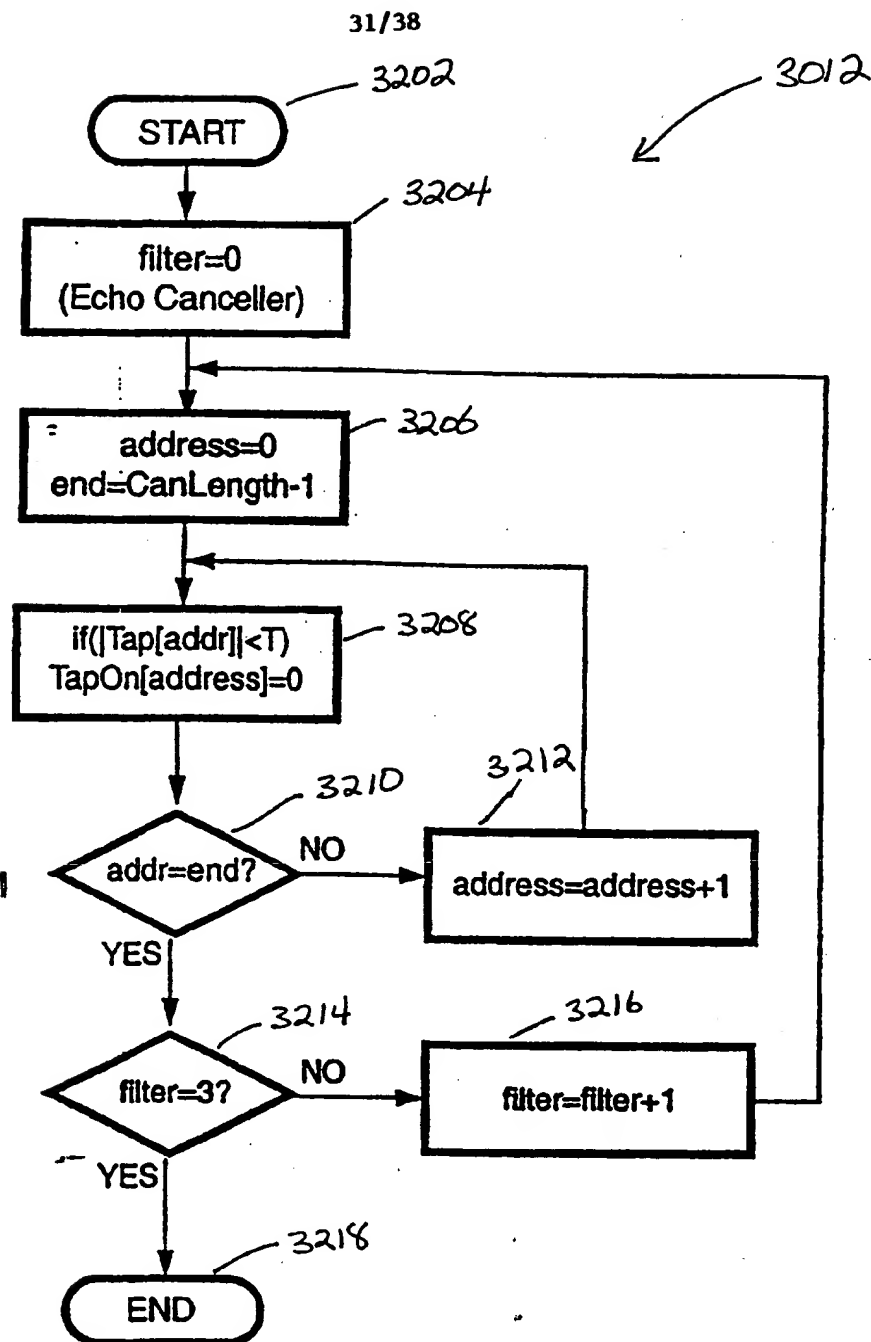 31/38
3202
3012
START
3204
filter=0
(Echo Canceller)
3206
address=0
end=CanLength-1
3208
if(|Tap[addr]|<T)
TapOn[address]=0
3210
3212
addr=end?
NO
address=address+1
YES
3214
3216
filter=3?
NO
filter=filter+1
YES
3218
END